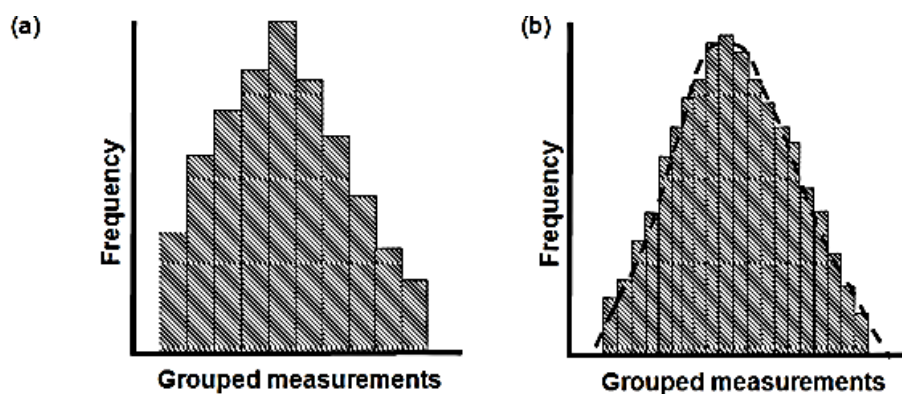 (a)
Frequency
Grouped measurements
(b)
Frequency
Grouped measurements